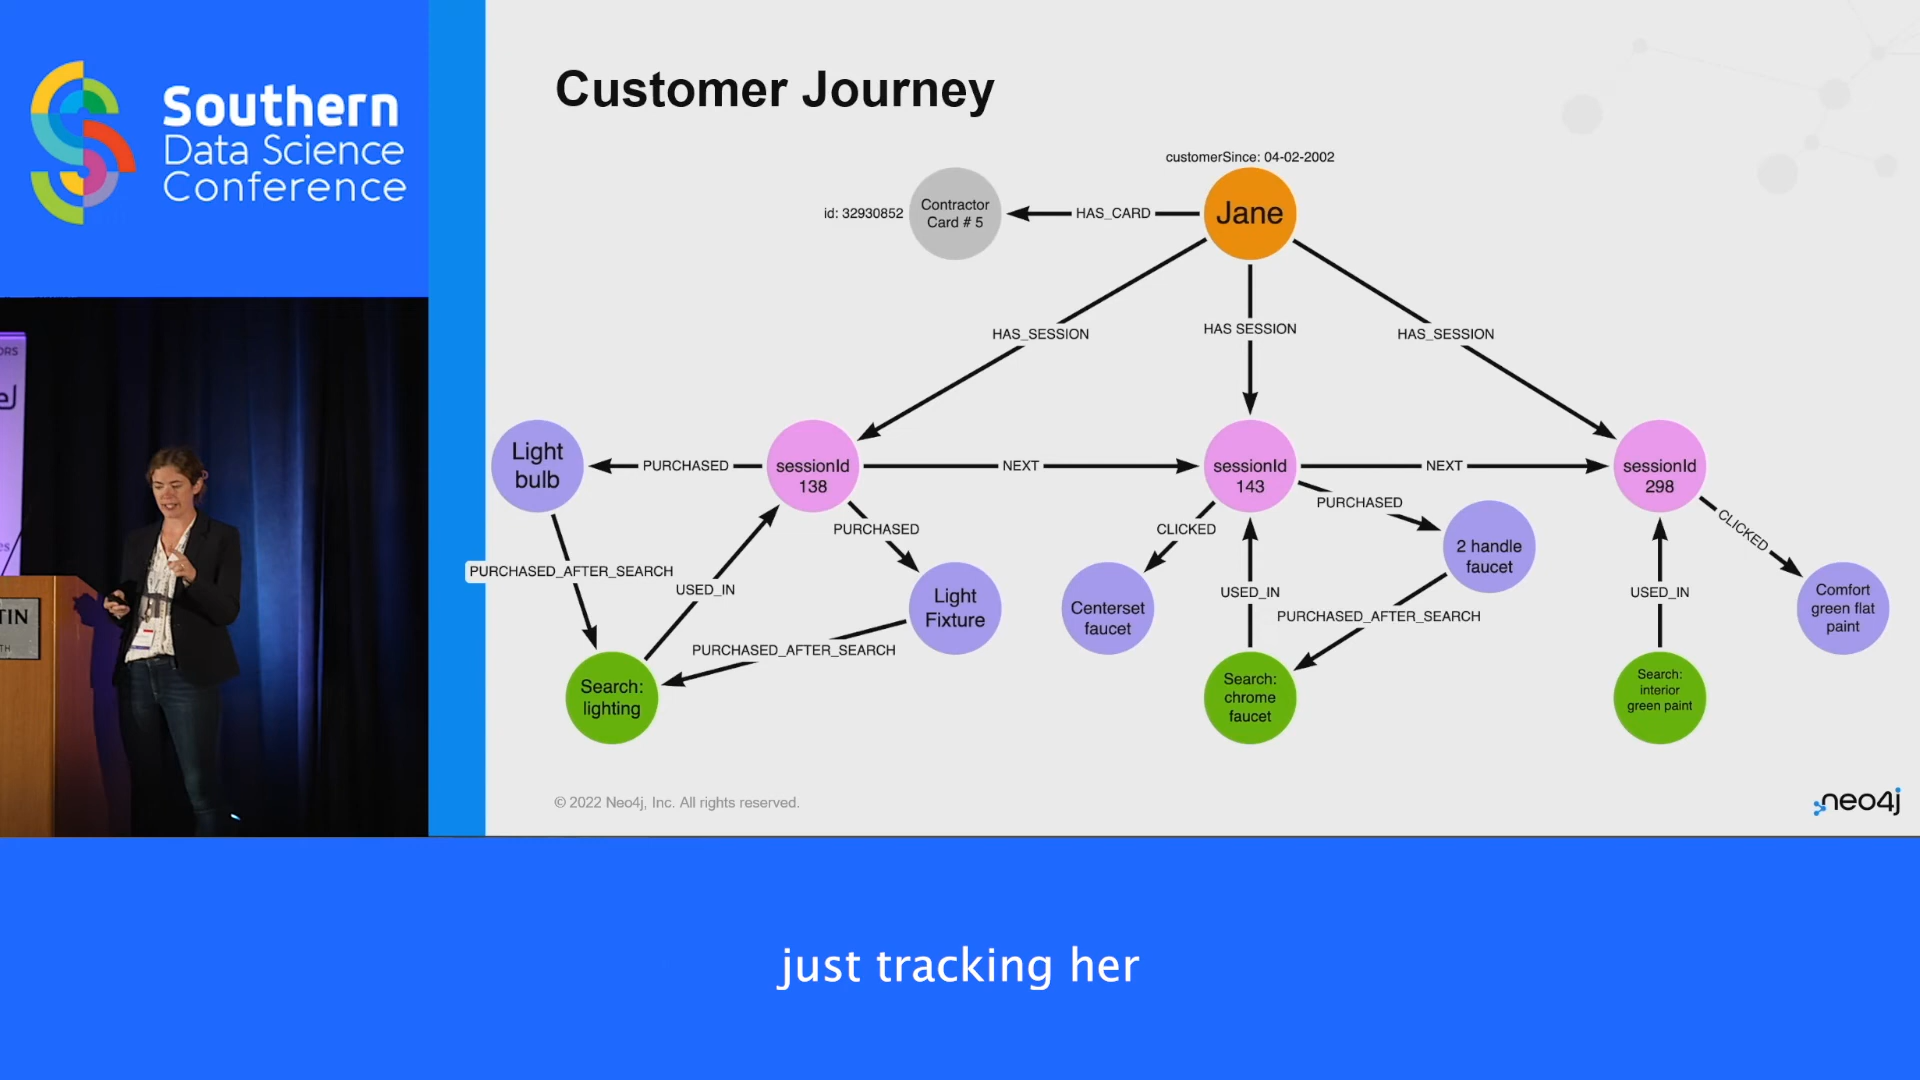 Southern
Data Science
Conference
ORS
TIN
TH
Customer Journey
customerSince: 04-02-2002
Contractor
Card # 5
id: 32930852
HAS_CARD
Jane
HAS_SESSION
HAS SESSION
HAS_SESSION
Light
bulb
PURCHASED
sessionId
138
NEXT
sessionId
143
NEXT
sessionId
298
PURCHASED
CLICKED
PURCHASED
CLICKED
PURCHASED_AFTER_SEARCH
USED_IN
Light
Fixture
Centerset
faucet
USED_IN
2 handle
faucet
PURCHASED_AFTER_SEARCH
USED_IN
Comfort
green flat
paint
PURCHASED_AFTER_SEARCH
Search:
lighting
Search:
chrome
faucet
Search:
interior
green paint
© 2022 Neo4j, Inc. All rights reserved.
neo4j
just tracking her